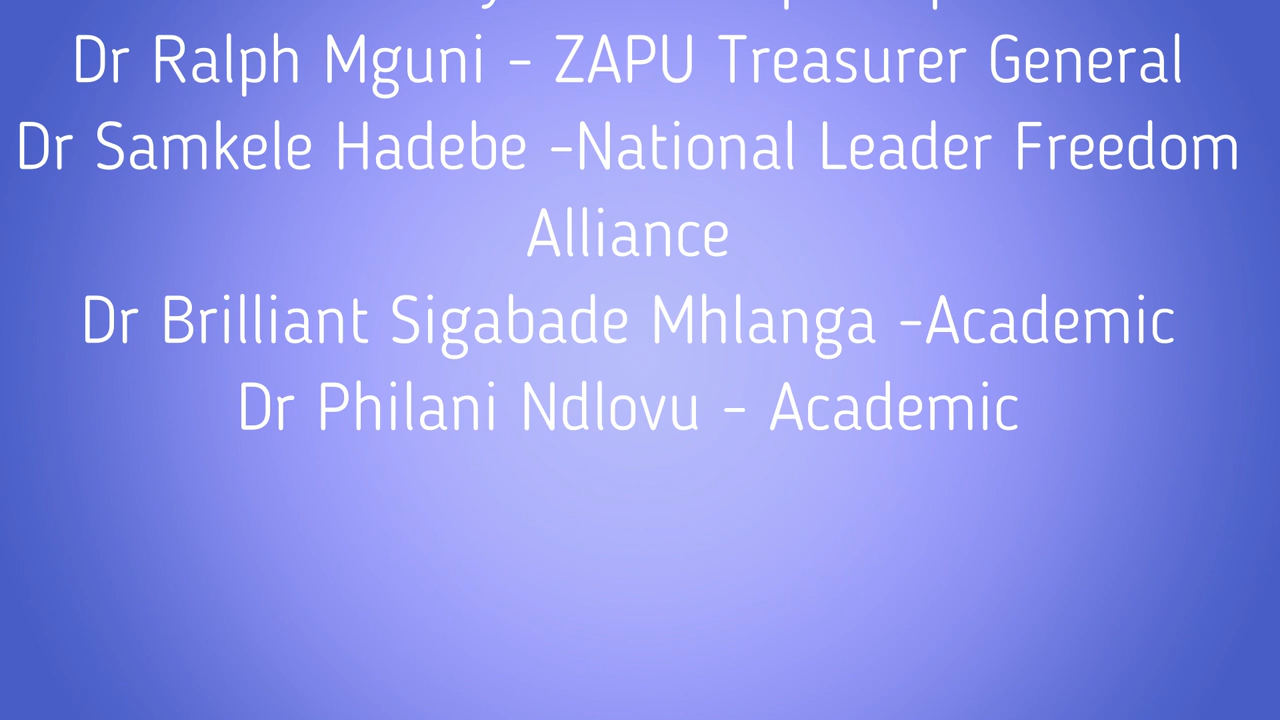 Dr Ralph Mguni - ZAPU Treasurer General
Dr Samkele Hadebe -National Leader Freedom
Alliance
Dr Brilliant Sigabade Mhlanga -Academic
Dr Philani Ndlovu - Academic